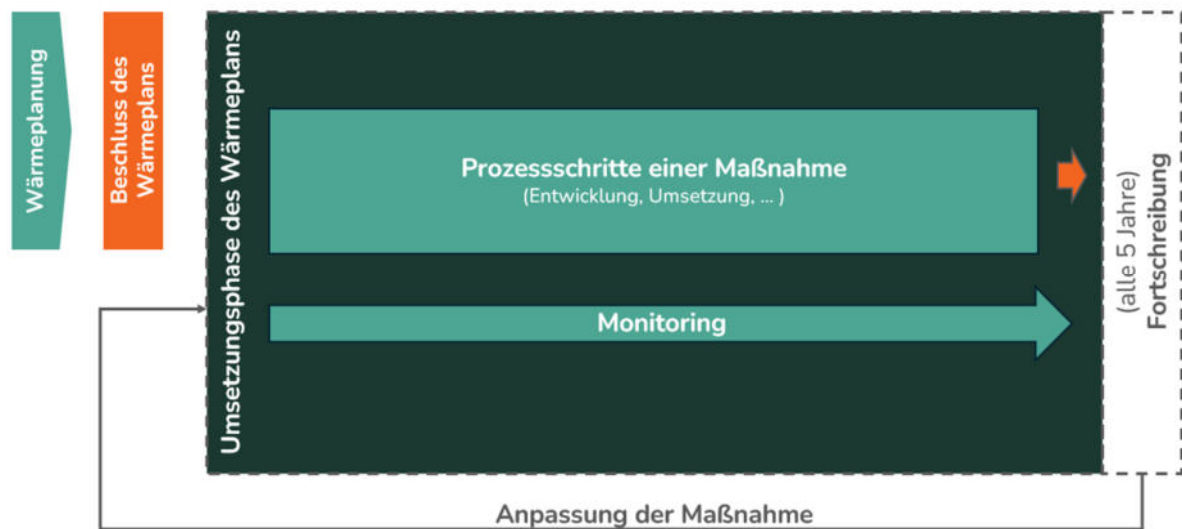 Wärmeplanung
Beschluss des
Wärmeplans
Umsetzungsphase des Wärmeplans
Prozessschritte einer Maßnahme
(Entwicklung, Umsetzung, ... )
Monitoring
(alle 5 Jahre)
Fortschreibung
Anpassung der Maßnahme